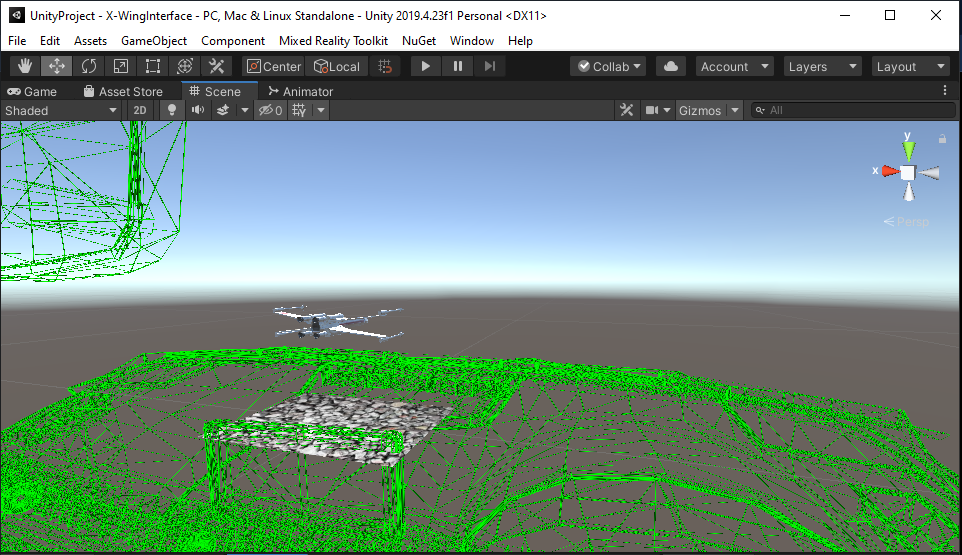 UnityProject - X-WingInterface - PC, Mac & Linux Standalone - Unity 2019.4.23f1 Personal <DX11>
File Edit Assets GameObject Component Mixed Reality Toolkit NuGet Window Help
Center Local Collab Account Layers Layout
Game Asset Store Scene Animator
Shaded 2D 0 Gizmos All
y
x
Persp